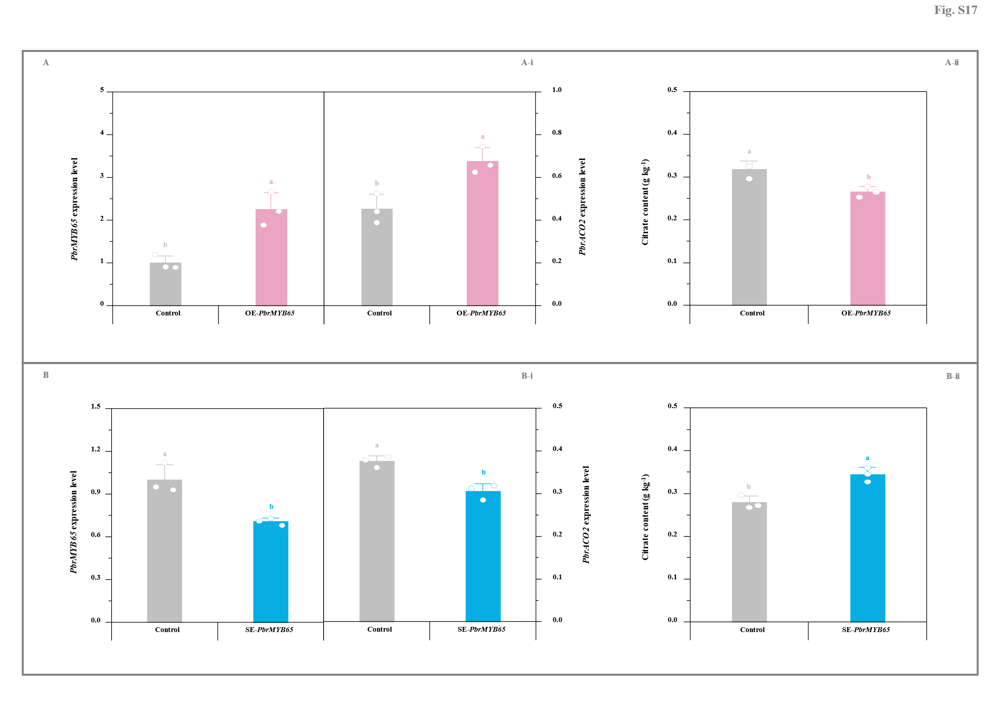 Fig. S17
A
A-i
A-ii
PbrMYB65 expression level
5
4
3
2
1
0
b
a
b
a
Control
OE-PbrMYB65
Control
OE-PbrMYB65
1.0
0.8
0.6
0.4
0.2
0.0
PbrACO2 expression level
Citrate content (g kg-1)
0.5
0.4
0.3
0.2
0.1
0.0
a
b
Control
OE-PbrMYB65
B
B-i
B-ii
PbrMYB65 expression level
1.5
1.2
0.9
0.6
0.3
0.0
a
b
a
b
Control
SE-PbrMYB65
Control
SE-PbrMYB65
0.5
0.4
0.3
0.2
0.1
0.0
PbrACO2 expression level
Citrate content (g kg-1)
0.5
0.4
0.3
0.2
0.1
0.0
b
a
Control
SE-PbrMYB65